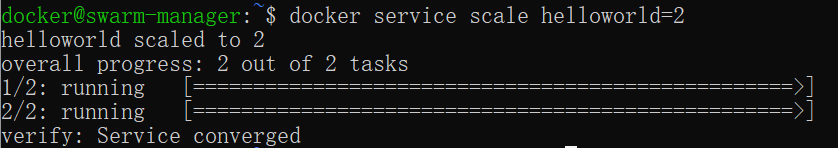 docker@swarm-manager:~$ docker service scale helloworld=2
helloworld scaled to 2
overall progress: 2 out of 2 tasks
1/2: running   [==================================================>]
2/2: running   [==================================================>]
verify: Service converged